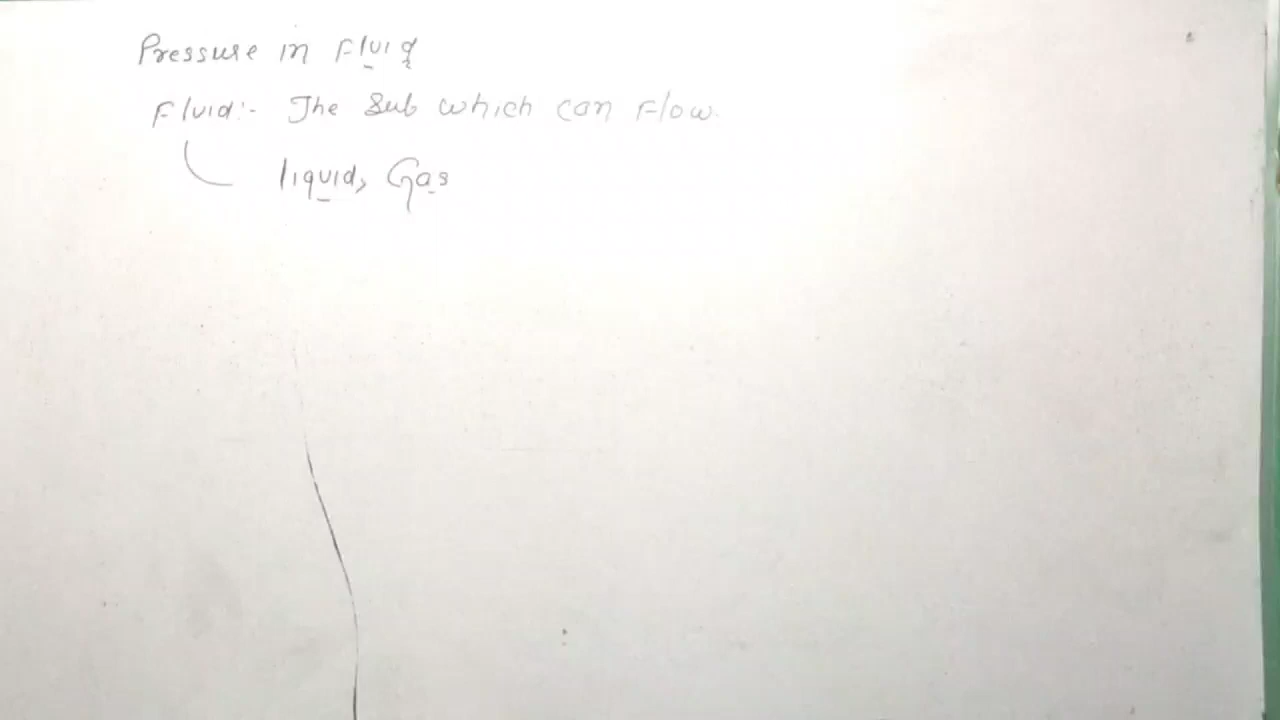 Pressure in Fluid
Fluid:- The Sub which can Flow.
liquid, Gas